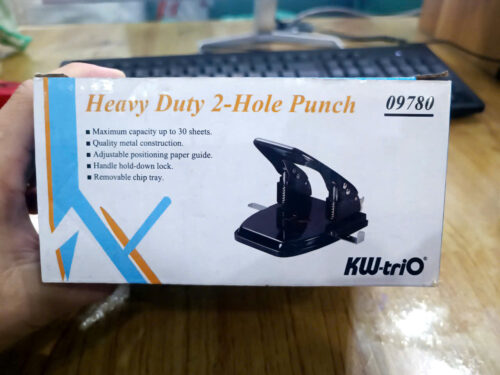 Heavy Duty 2-Hole Punch 09780
■ Maximum capacity up to 30 sheets.
■ Quality metal construction.
■ Adjustable positioning paper guide.
■ Handle hold-down lock.
■ Removable chip tray.
KW-triO®